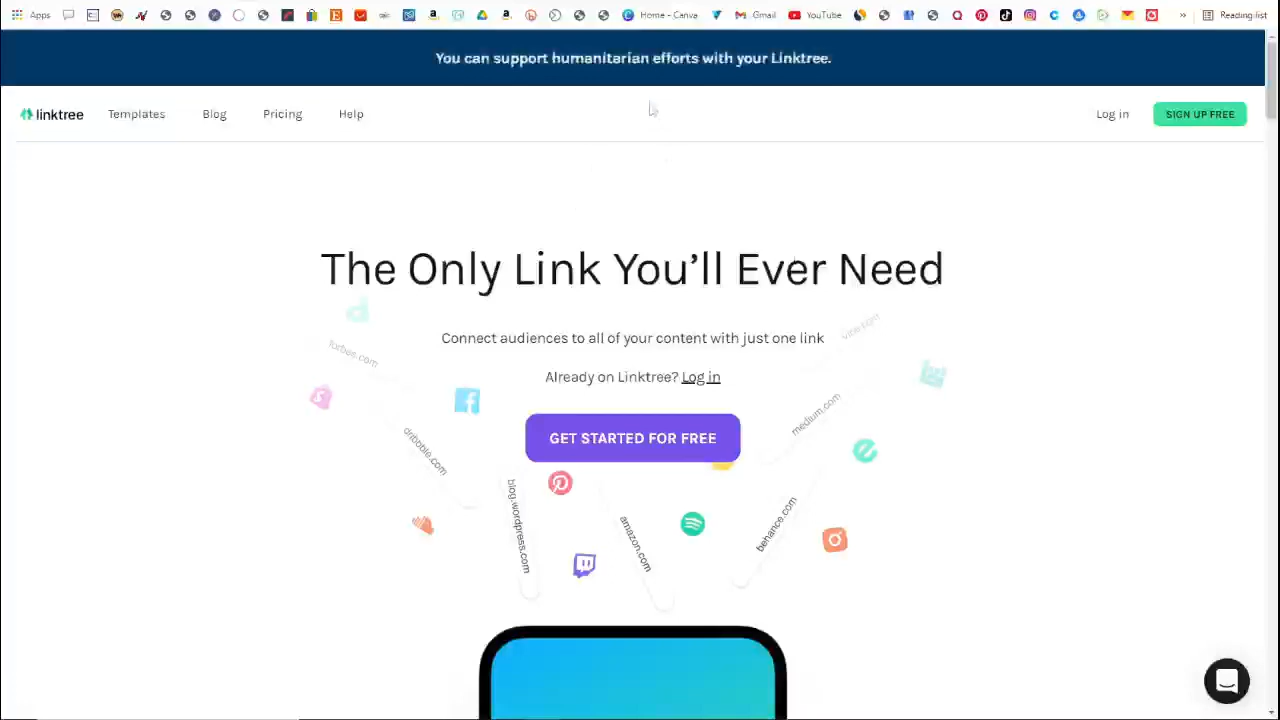 Apps
Home - Canva
Gmail
YouTube
»
Reading list
You can support humanitarian efforts with your Linktree.
linktree
Templates
Blog
Pricing
Help
Log in
SIGN UP FREE
The Only Link You'll Ever Need
Connect audiences to all of your content with just one link
Already on Linktree? Log in
GET STARTED FOR FREE
forbes.com
dribbble.com
blog.wordpress.com
amazon.com
behance.com
medium.com